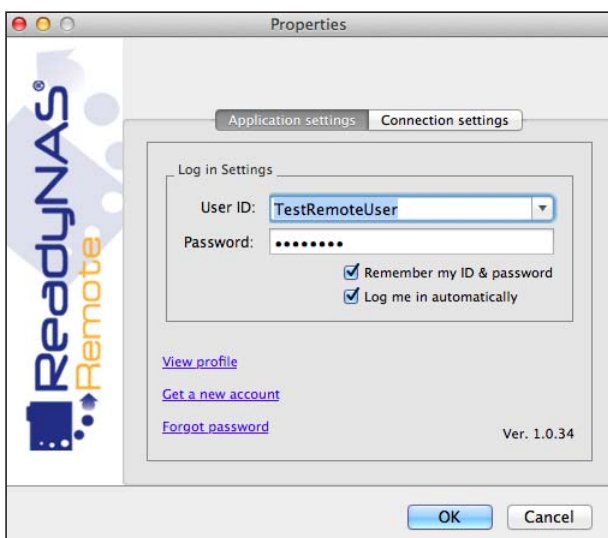 Properties
ReadyNAS®
Remote
Application settings
Connection settings
Log in Settings
User ID: TestRemoteUser
Password: ••••••••
Remember my ID & password
Log me in automatically
View profile
Get a new account
Forgot password
Ver. 1.0.34
OK
Cancel